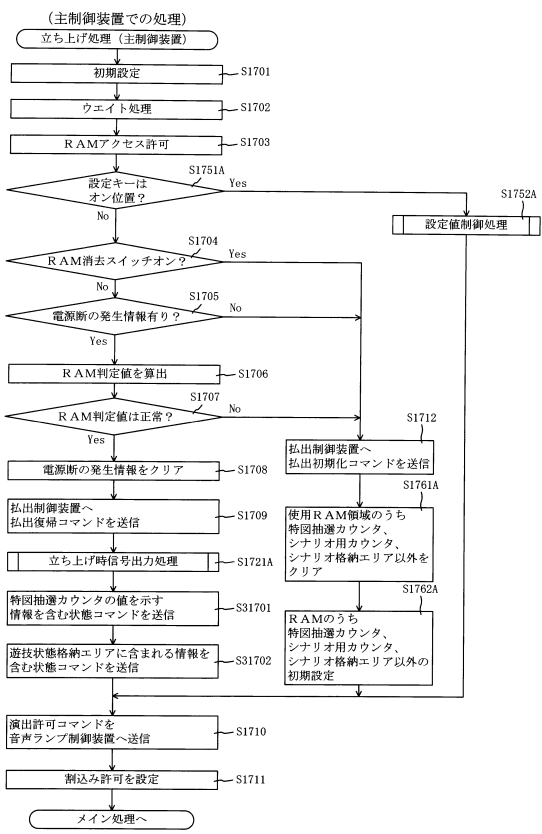 (主制御装置での処理)
立ち上げ処理(主制御装置)
初期設定
S1701
ウエイト処理
S1702
RAMアクセス許可
S1703
設定キーは
オン位置?
S1751A
Yes
No
設定値制御処理
S1752A
RAM消去スイッチオン?
S1704
Yes
No
電源断の発生情報有り?
S1705
No
Yes
RAM判定値を算出
S1706
RAM判定値は正常?
S1707
No
Yes
電源断の発生情報をクリア
S1708
払出制御装置へ
払出復帰コマンドを送信
S1709
立ち上げ時信号出力処理
S1721A
特図抽選カウンタの値を示す
情報を含む状態コマンドを送信
S31701
遊技状態格納エリアに含まれる情報を
含む状態コマンドを送信
S31702
払出制御装置へ
払出初期化コマンドを送信
S1712
使用RAM領域のうち
特図抽選カウンタ、
シナリオ用カウンタ、
シナリオ格納エリア以外を
クリア
S1761A
RAMのうち
特図抽選カウンタ、
シナリオ用カウンタ、
シナリオ格納エリア以外の
初期設定
S1762A
演出許可コマンドを
音声ランプ制御装置へ送信
S1710
割込み許可を設定
S1711
メイン処理へ